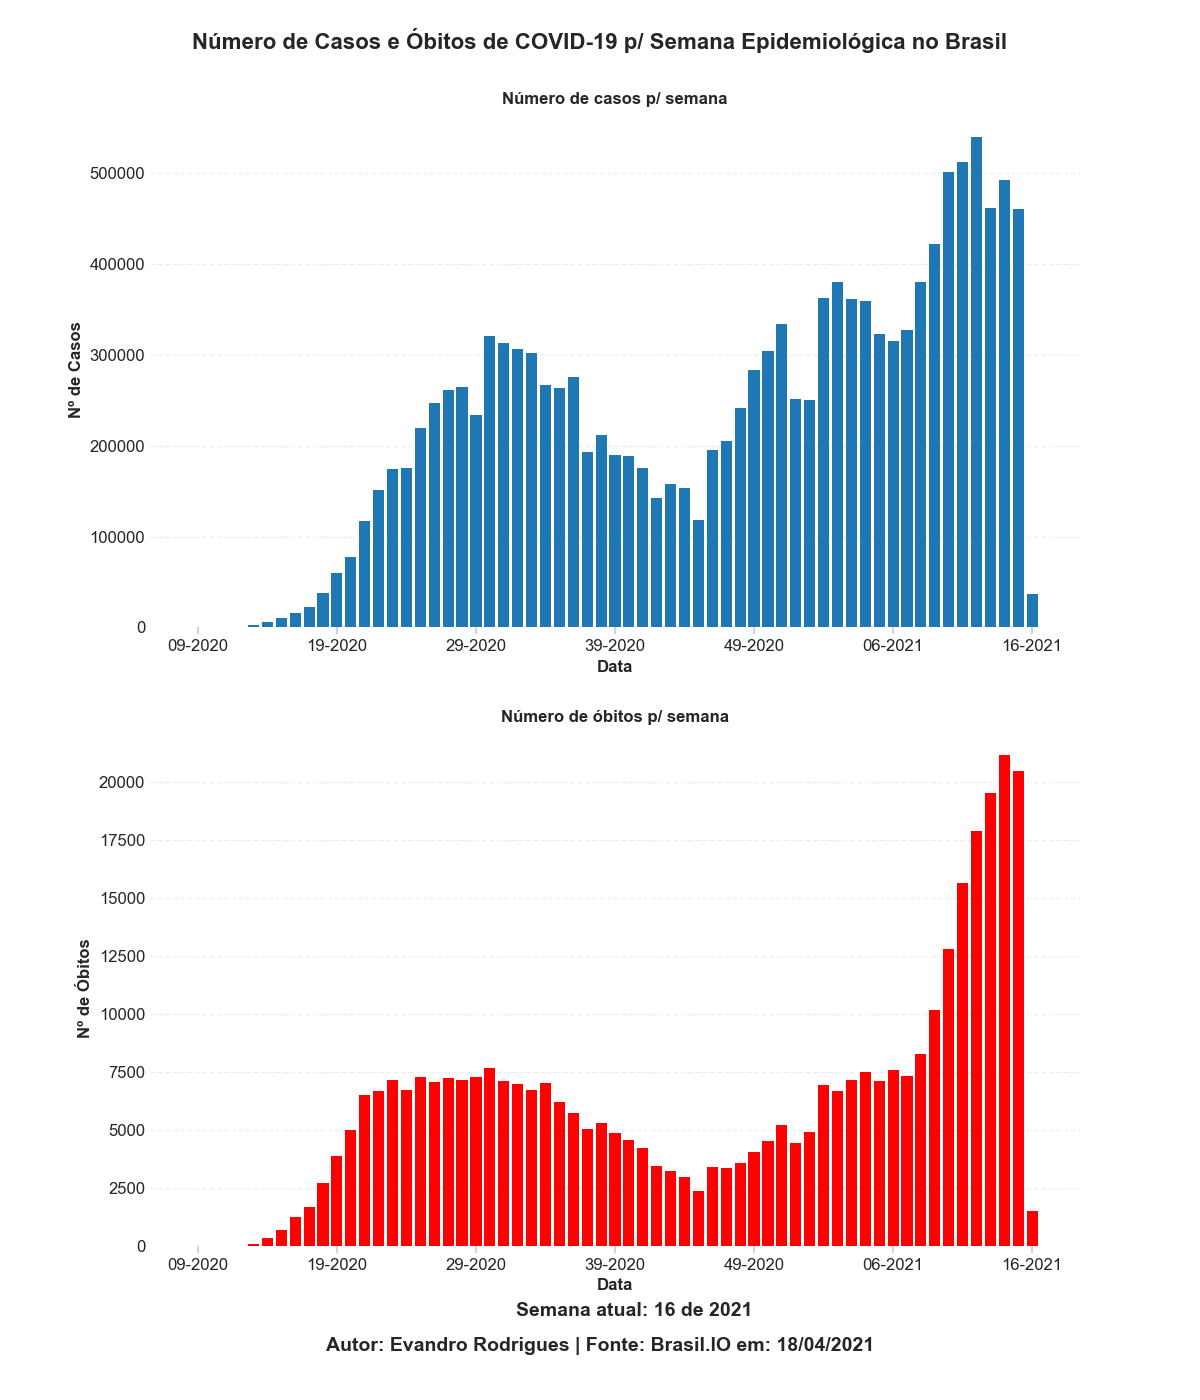 Número de Casos e Óbitos de COVID-19 p/ Semana Epidemiológica no Brasil
Número de casos p/ semana
500000
400000
300000
200000
100000
0
Nº de Casos
09-2020 19-2020 29-2020 39-2020 49-2020 06-2021 16-2021
Data
Número de óbitos p/ semana
20000
17500
15000
12500
10000
7500
5000
2500
0
Nº de Óbitos
09-2020 19-2020 29-2020 39-2020 49-2020 06-2021 16-2021
Data
Semana atual: 16 de 2021
Autor: Evandro Rodrigues | Fonte: Brasil.IO em: 18/04/2021